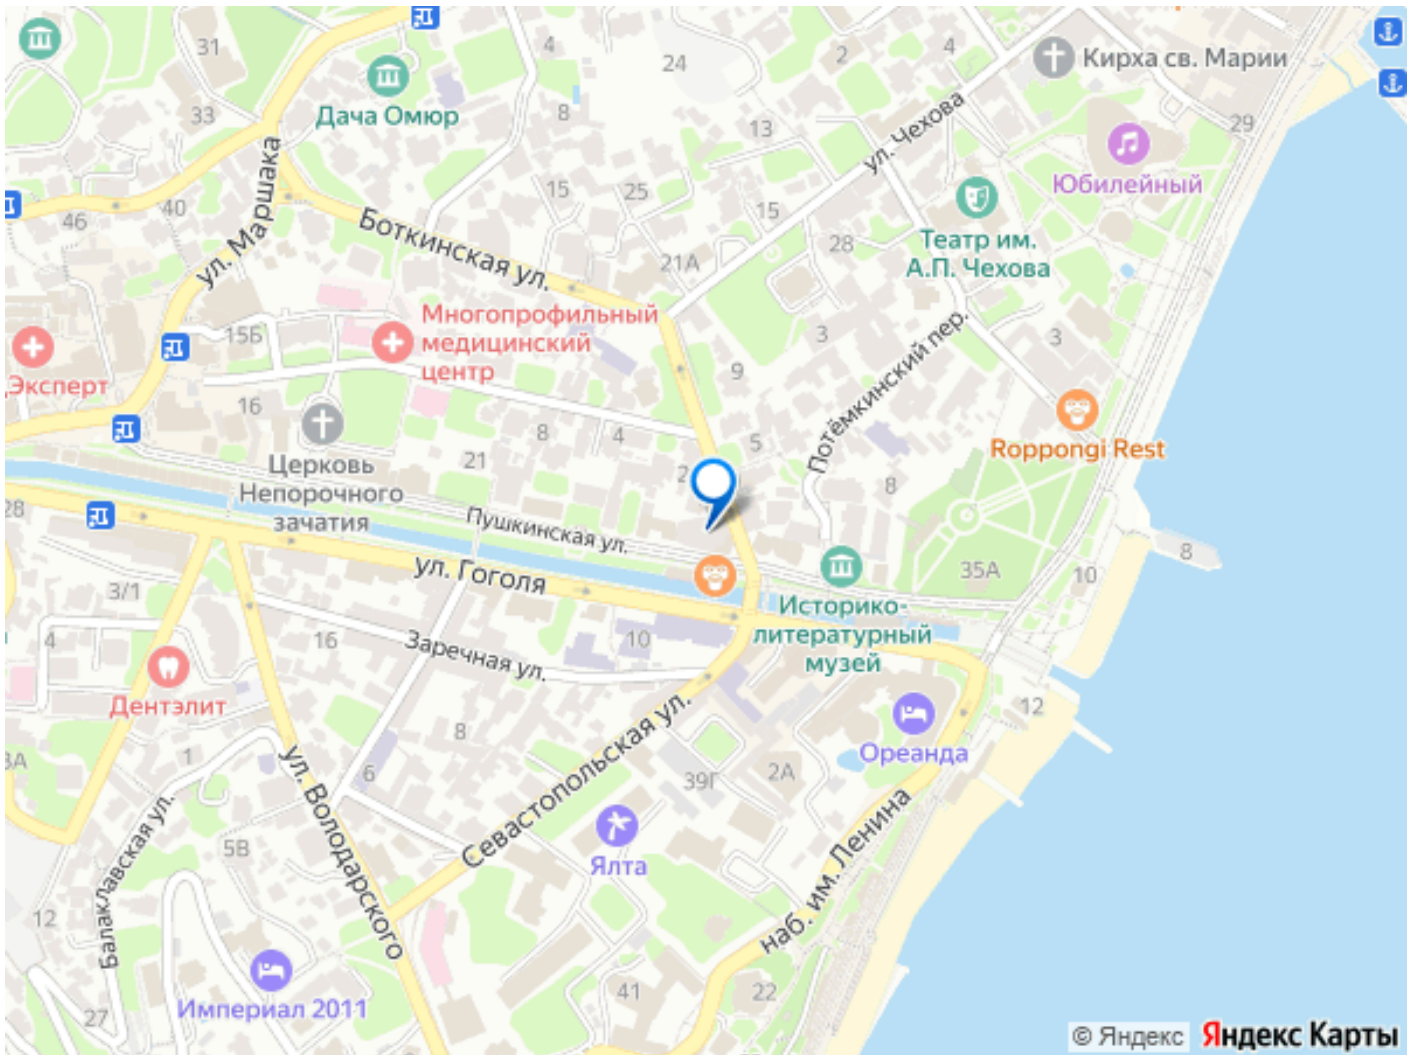 31
4
24
2
4
Кирха св. Марии
Дача Омюр
33
8
13
ул. Чехова
29
Юбилейный
ул. Маршака
46
40
15
25
15
Боткинская ул.
21А
28
Театр им.
А.П. Чехова
15Б
Многопрофильный
медицинский
центр
3
3
Эксперт
9
Потёмкинский пер.
16
8
4
5
Roppongi Rest
Церковь
Непорочного
зачатия
21
2
8
28
Пушкинская ул.
ул. Гоголя
35А
10
8
3/1
Историко-
литературный
музей
4
16
Заречная ул.
10
Дентэлит
12
8
Ореанда
1
6
39Г
2А
ул. Володарского
Севастопольская ул.
3А
Балаклавская ул.
5В
Ялта
наб. им. Ленина
12
Империал 2011
41
22
27
© Яндекс Яндекс Карты